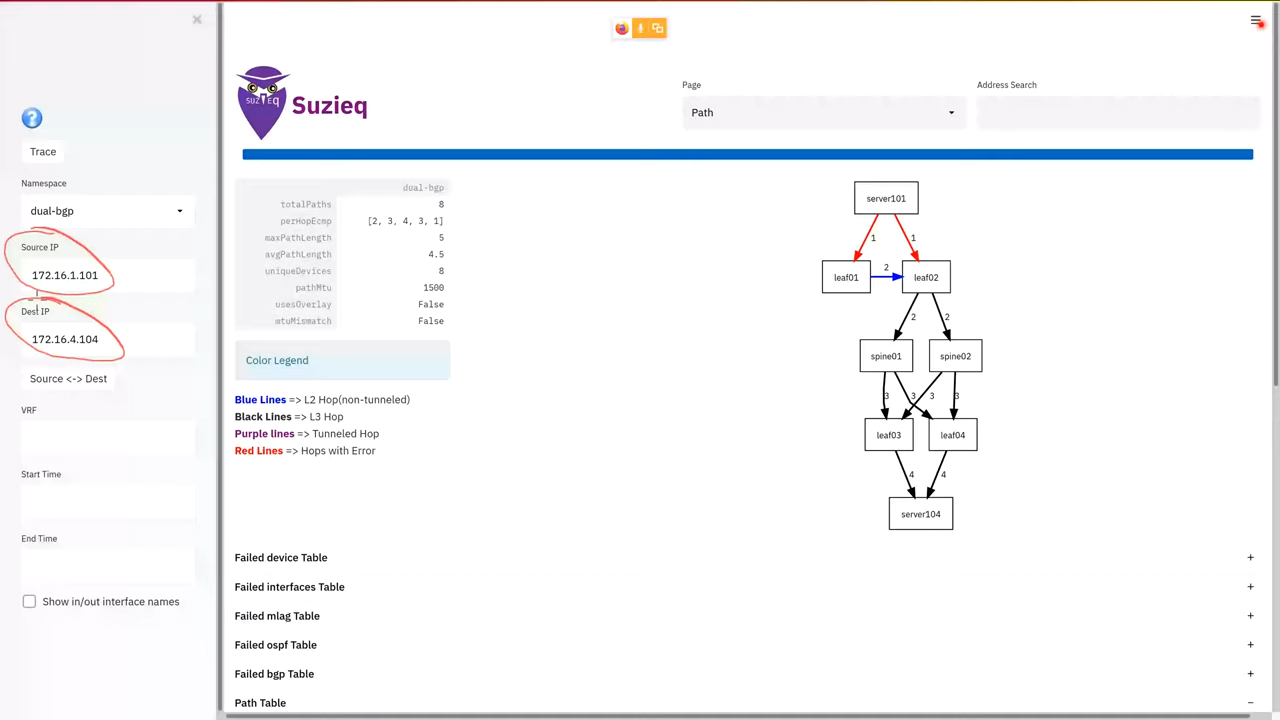 ×
?
Trace
Namespace
dual-bgp
Source IP
172.16.1.101
Dest IP
172.16.4.104
Source <-> Dest
VRF
Start Time
End Time
Show in/out interface names
SUZIEQ
Suzieq
Page
Path
Address Search
dual-bgp
totalPaths 8
perHopEcmp [2, 3, 4, 3, 1]
maxPathLength 5
avgPathLength 4.5
uniqueDevices 8
pathMtu 1500
usesOverlay False
mtuMismatch False
Color Legend
Blue Lines => L2 Hop(non-tunneled)
Black Lines => L3 Hop
Purple lines => Tunneled Hop
Red Lines => Hops with Error
server101
1 1
leaf01 2 leaf02
2 2
spine01 spine02
3 3 3 3
leaf03 leaf04
4 4
server104
Failed device Table +
Failed interfaces Table +
Failed mlag Table +
Failed ospf Table +
Failed bgp Table +
Path Table −